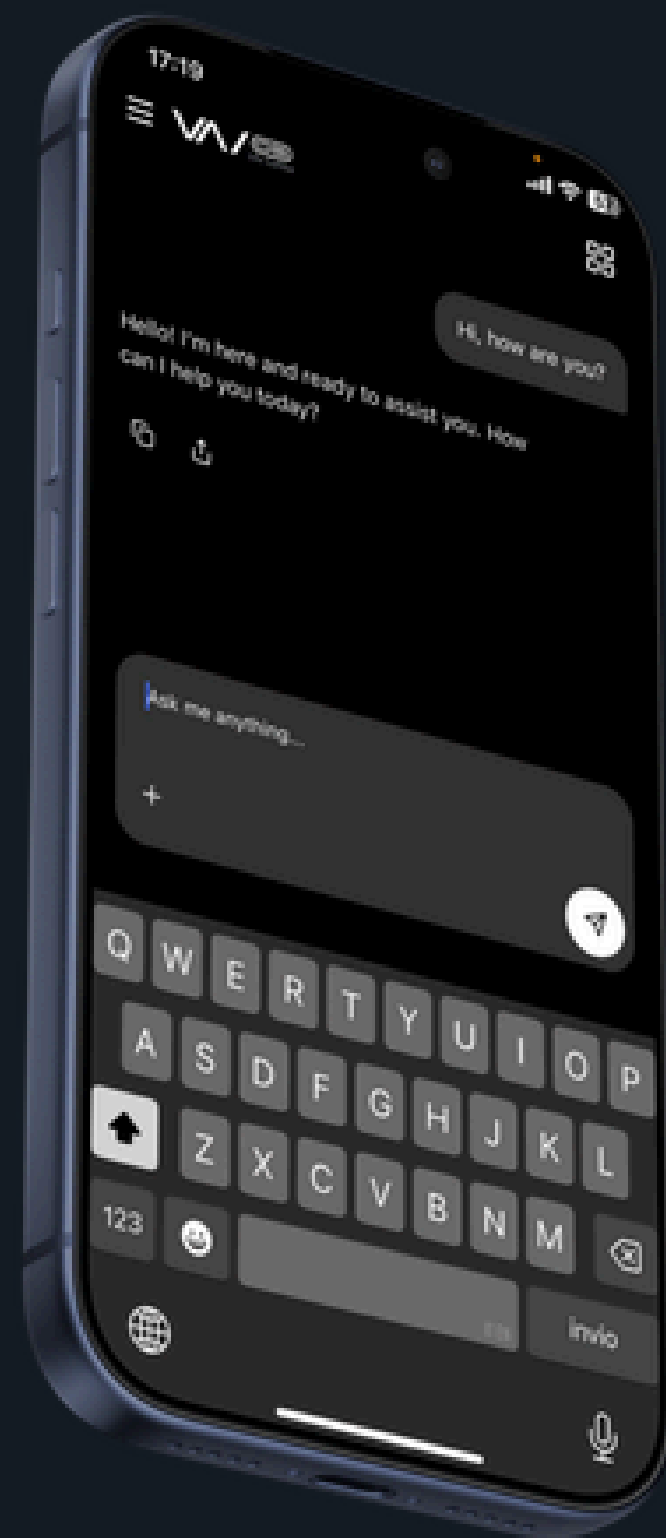 17:19
Hi, how are you?
Hello! I'm here and ready to assist you. How
can I help you today?
Ask me anything...
Q W E R T Y U I O P
A S D F G H J K L
Z X C V B N M
123
invio